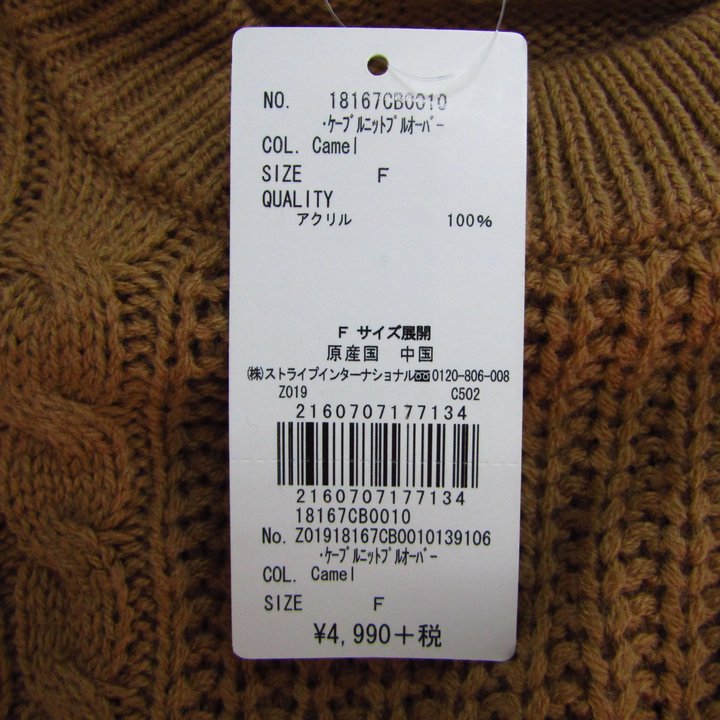 NO. 18167CB0010
･ｹｰﾌﾞﾙﾆｯﾄﾌﾟﾙｵｰﾊﾞｰ
COL. Camel
SIZE F
QUALITY
アクリル 100%
F サイズ展開
原産国 中国
㈱ストライプインターナショナル 0120-806-008
Z019 C502
2160707177134
2160707177134
18167CB0010
No. Z01918167CB0010139106
･ｹｰﾌﾞﾙﾆｯﾄﾌﾟﾙｵｰﾊﾞｰ
COL. Camel
SIZE F
¥4,990+税